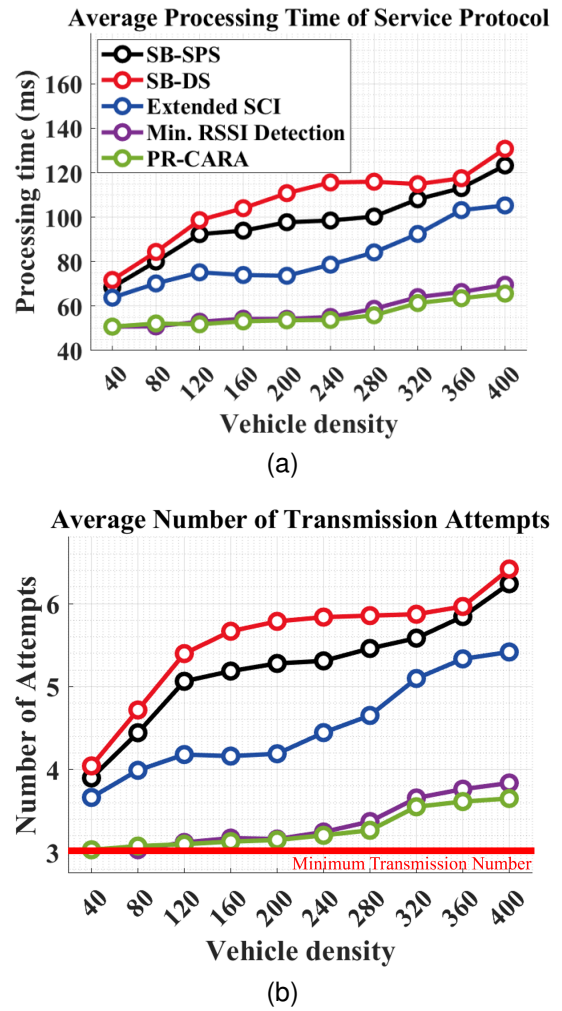 Average Processing Time of Service Protocol
SB-SPS
SB-DS
Extended SCI
Min. RSSI Detection
PR-CARA
Processing time (ms)
160
140
120
100
80
60
40
40 80 120 160 200 240 280 320 360 400
Vehicle density
(a)
Average Number of Transmission Attempts
Number of Attempts
6
5
4
3
Minimum Transmission Number
40 80 120 160 200 240 280 320 360 400
Vehicle density
(b)